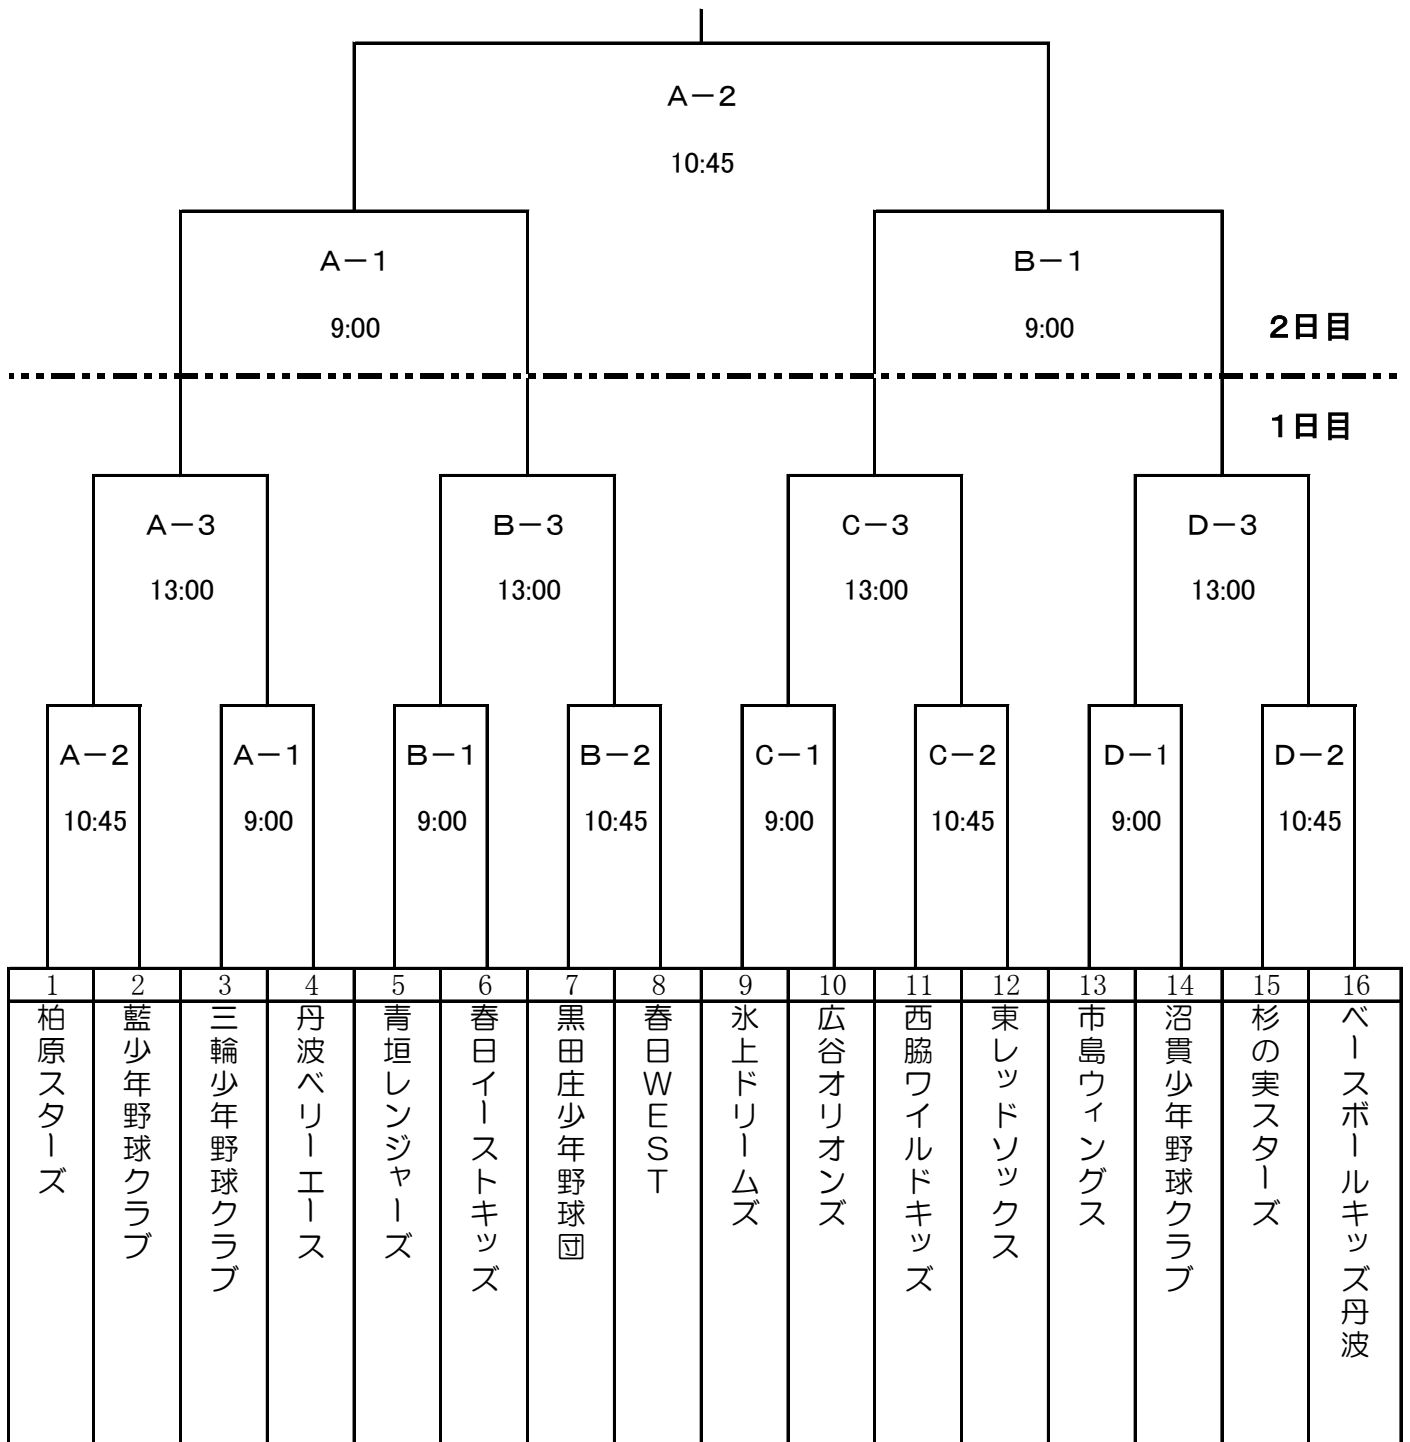 A－2
10:45
A－1
B－1
9:00
9:00
2日目
1日目
A－3
B－3
C－3
D－3
13:00
13:00
13:00
13:00
A－2
A－1
B－1
B－2
C－1
C－2
D－1
D－2
10:45
9:00
9:00
10:45
9:00
10:45
9:00
10:45
1
2
3
4
5
6
7
8
9
10
11
12
13
14
15
16
柏原スターズ
藍少年野球クラブ
三輪少年野球クラブ
丹波ベリーエース
青垣レンジャーズ
春日イーストキッズ
黒田庄少年野球団
春日WEST
氷上ドリームズ
広谷オリオンズ
西脇ワイルドキッズ
東レッドソックス
市島ウィングス
沼貫少年野球クラブ
杉の実スターズ
ベースボールキッズ丹波